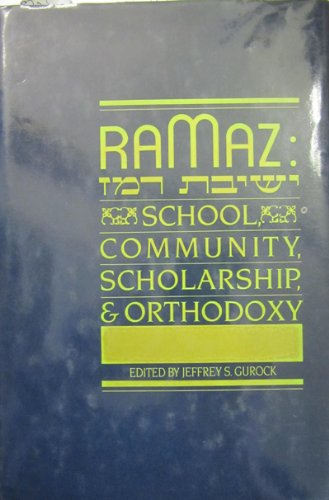 RAMAZ:
ישיבת רמז
SCHOOL,
COMMUNITY,
SCHOLARSHIP,
& ORTHODOXY
EDITED BY JEFFREY S. GUROCK